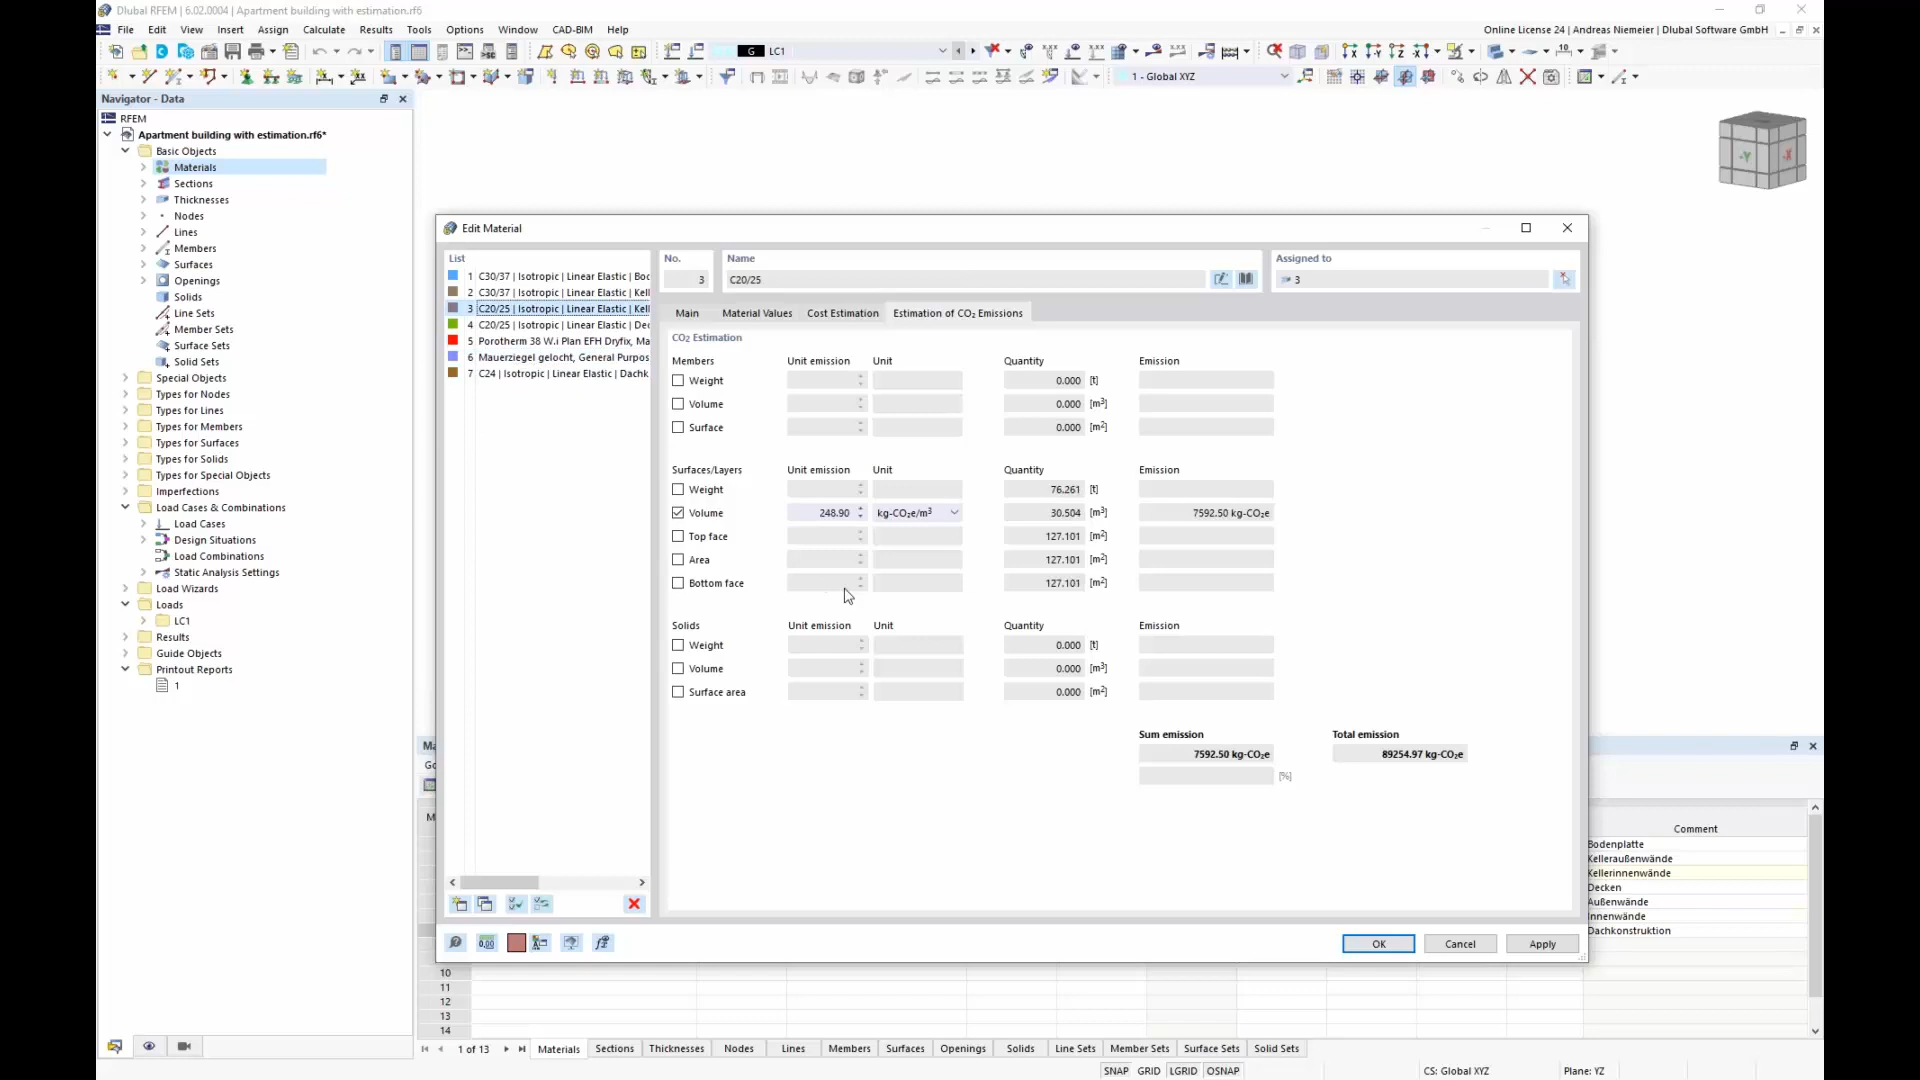 Dlubal RFEM | 6.02.0004 | Apartment building with estimation.rf6*
File Edit View Insert Assign Calculate Results Tools Options Window CAD-BIM Help
Online License 24 | Andreas Niemeier | Dlubal Software GmbH
G LC1
1 - Global XYZ
Navigator - Data
RFEM
Apartment building with estimation.rf6*
Basic Objects
Materials
Sections
Thicknesses
Nodes
Lines
Members
Surfaces
Openings
Solids
Line Sets
Member Sets
Surface Sets
Solid Sets
Special Objects
Types for Nodes
Types for Lines
Types for Members
Types for Surfaces
Types for Solids
Types for Special Objects
Imperfections
Load Cases & Combinations
Load Cases
Design Situations
Load Combinations
Static Analysis Settings
Load Wizards
Loads
LC1
Results
Guide Objects
Printout Reports
1
-Y -X
Edit Material
List
1 C30/37 | Isotropic | Linear Elastic | Boc
2 C30/37 | Isotropic | Linear Elastic | Kell
3 C20/25 | Isotropic | Linear Elastic | Kell
4 C20/25 | Isotropic | Linear Elastic | Dec
5 Porotherm 38 W.i Plan EFH Dryfix, Ma
6 Mauerziegel gelocht, General Purpos
7 C24 | Isotropic | Linear Elastic | Dachk
No.
3
Name
C20/25
Assigned to
3
Main Material Values Cost Estimation Estimation of CO₂ Emissions
CO₂ Estimation
Members Unit emission Unit Quantity Emission
Weight 0.000 [t]
Volume 0.000 [m³]
Surface 0.000 [m²]
Surfaces/Layers Unit emission Unit Quantity Emission
Weight 76.261 [t]
Volume 248.90 kg-CO₂e/m³ 30.504 [m³] 7592.50 kg-CO₂e
Top face 127.101 [m²]
Area 127.101 [m²]
Bottom face 127.101 [m²]
Solids Unit emission Unit Quantity Emission
Weight 0.000 [t]
Volume 0.000 [m³]
Surface area 0.000 [m²]
Sum emission Total emission
7592.50 kg-CO₂e 89254.97 kg-CO₂e
[%]
OK Cancel Apply
Ma
Go
M
Comment
Bodenplatte
Kelleraußenwände
Kellerinnenwände
Decken
Außenwände
Innenwände
Dachkonstruktion
10
11
12
13
14
1 of 13 Materials Sections Thicknesses Nodes Lines Members Surfaces Openings Solids Line Sets Member Sets Surface Sets Solid Sets
SNAP GRID LGRID OSNAP CS: Global XYZ Plane: YZ